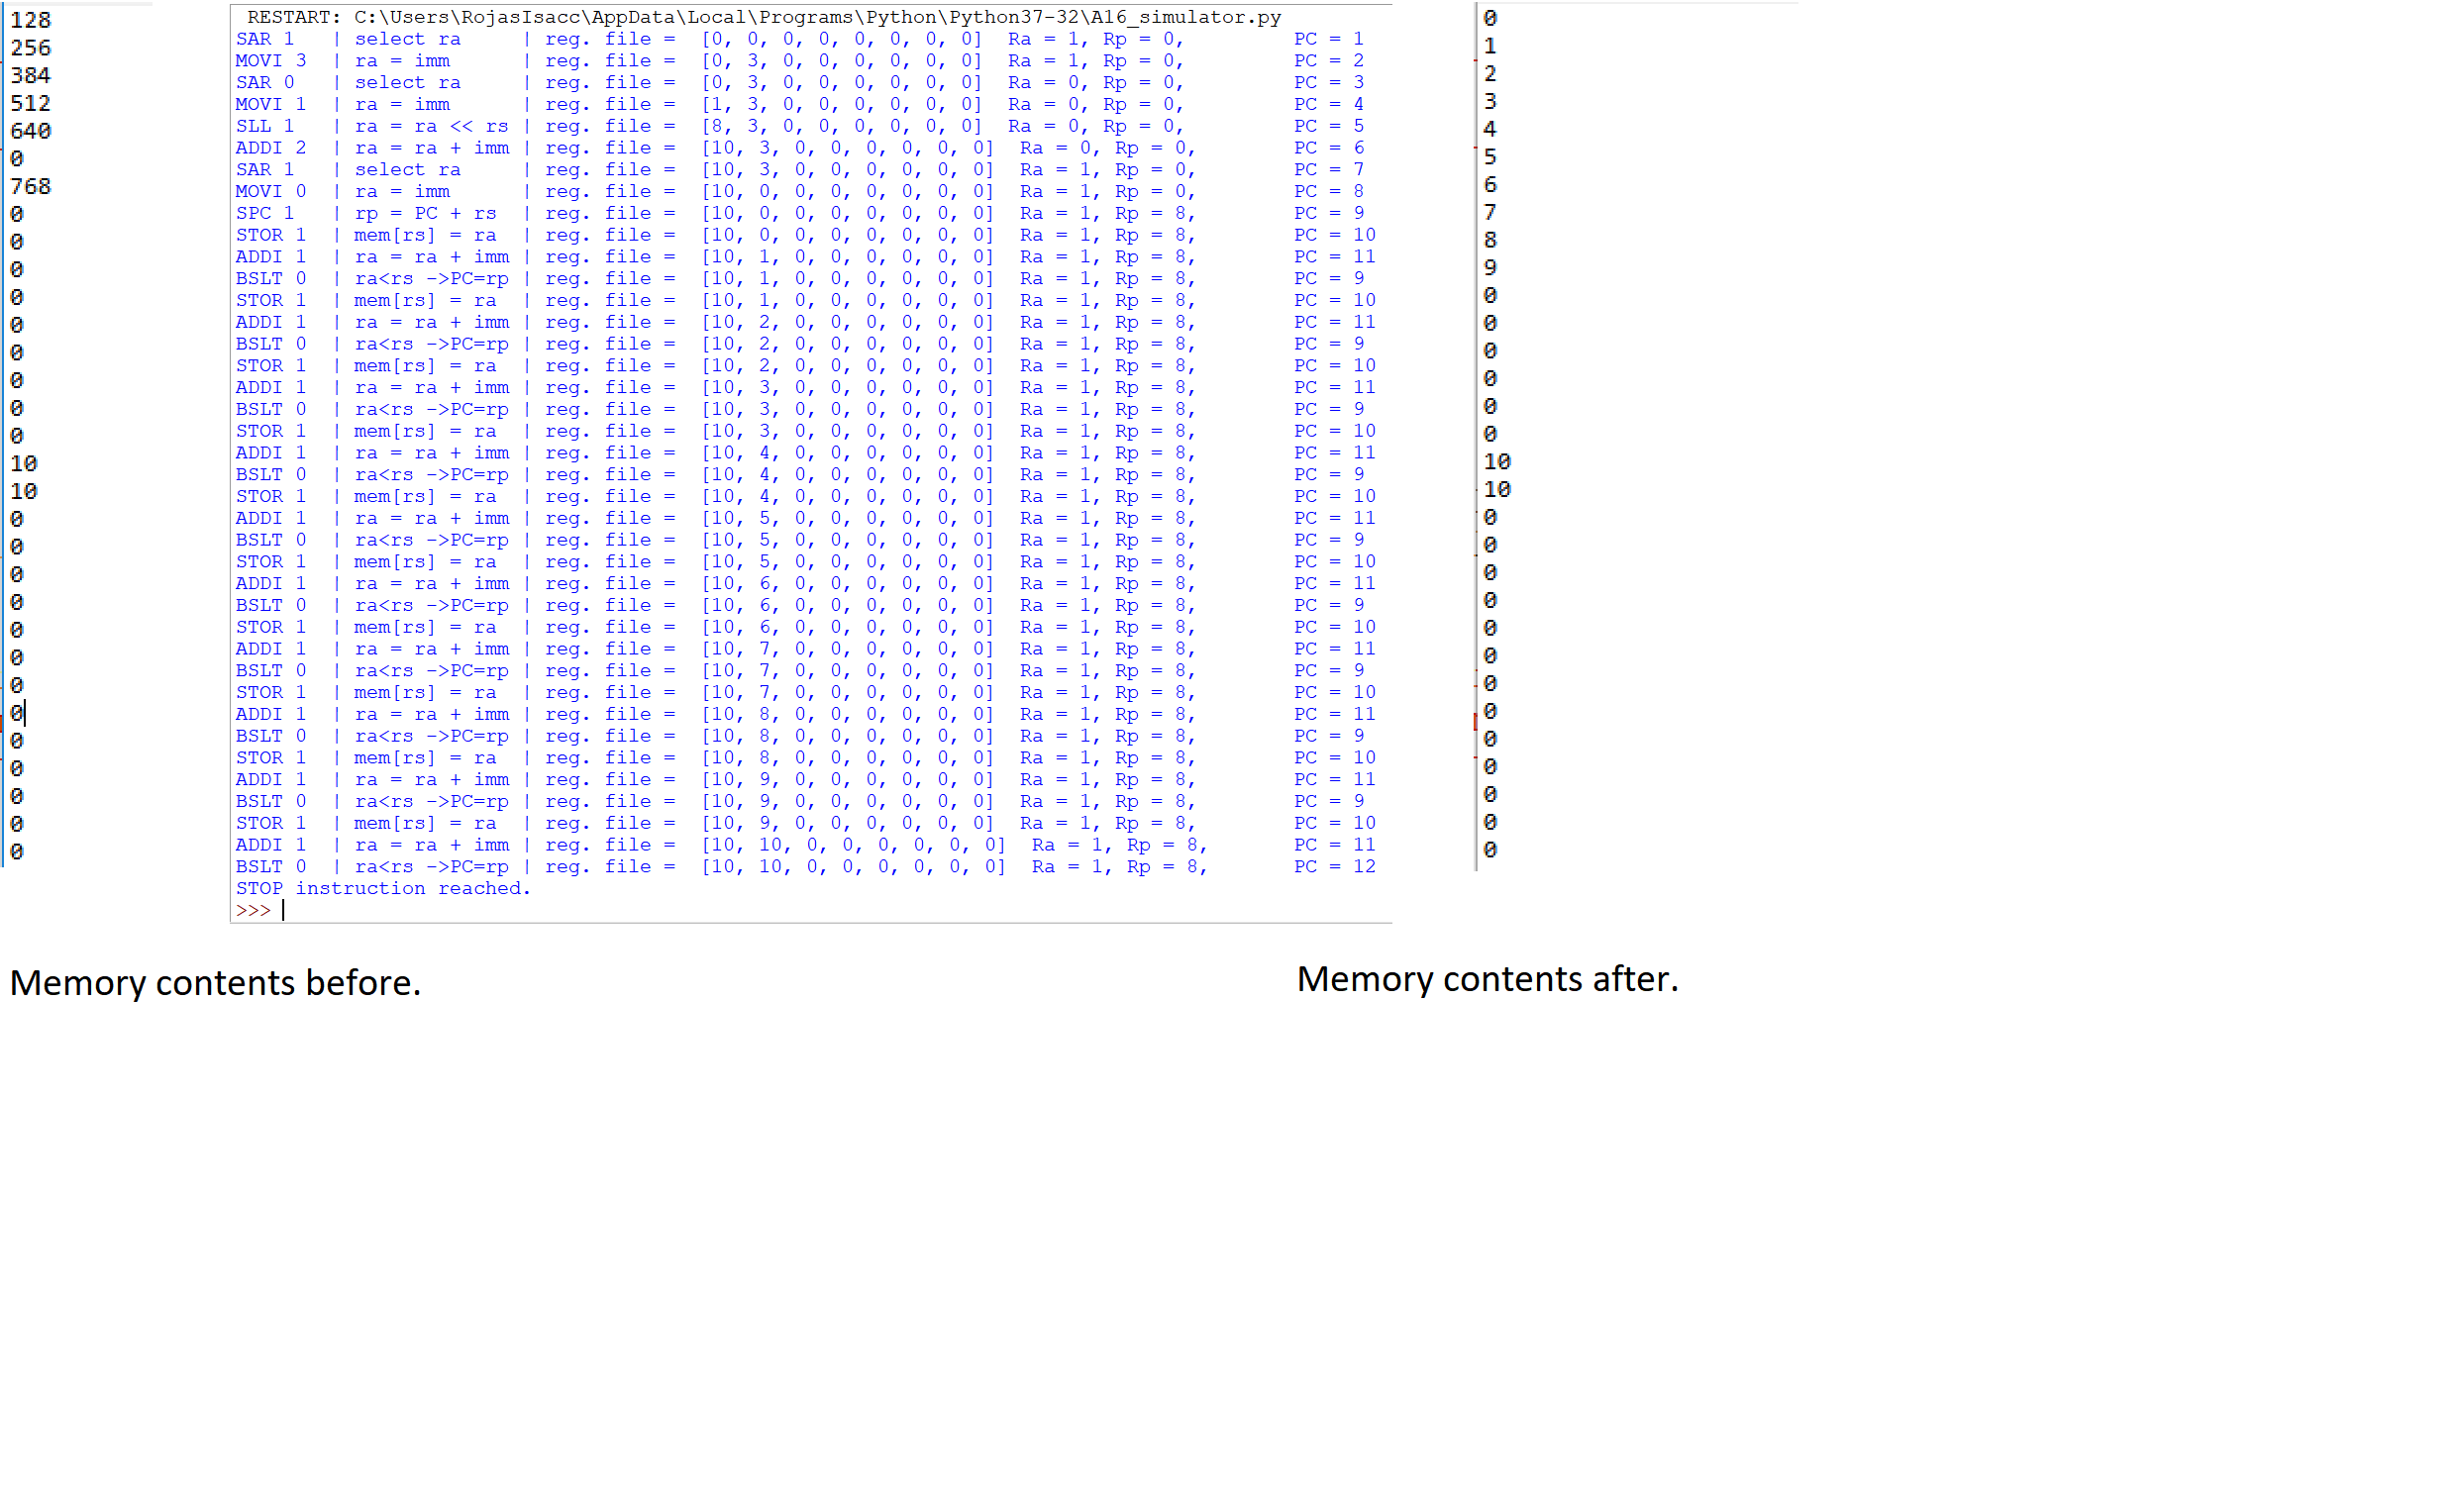 128
256
384
512
640
0
768
0
0
0
0
0
0
0
0
0
10
10
0
0
0
0
0
0
0
0
0
0
0
0
0
RESTART: C:\Users\RojasIsacc\AppData\Local\Programs\Python\Python37-32\A16_simulator.py
SAR 1 | select ra | reg. file = [0, 0, 0, 0, 0, 0, 0, 0] Ra = 1, Rp = 0, PC = 1
MOVI 3 | ra = imm | reg. file = [0, 3, 0, 0, 0, 0, 0, 0] Ra = 1, Rp = 0, PC = 2
SAR 0 | select ra | reg. file = [0, 3, 0, 0, 0, 0, 0, 0] Ra = 0, Rp = 0, PC = 3
MOVI 1 | ra = imm | reg. file = [1, 3, 0, 0, 0, 0, 0, 0] Ra = 0, Rp = 0, PC = 4
SLL 1 | ra = ra << rs | reg. file = [8, 3, 0, 0, 0, 0, 0, 0] Ra = 0, Rp = 0, PC = 5
ADDI 2 | ra = ra + imm | reg. file = [10, 3, 0, 0, 0, 0, 0, 0] Ra = 0, Rp = 0, PC = 6
SAR 1 | select ra | reg. file = [10, 3, 0, 0, 0, 0, 0, 0] Ra = 1, Rp = 0, PC = 7
MOVI 0 | ra = imm | reg. file = [10, 0, 0, 0, 0, 0, 0, 0] Ra = 1, Rp = 0, PC = 8
SPC 1 | rp = PC + rs | reg. file = [10, 0, 0, 0, 0, 0, 0, 0] Ra = 1, Rp = 8, PC = 9
STOR 1 | mem[rs] = ra | reg. file = [10, 0, 0, 0, 0, 0, 0, 0] Ra = 1, Rp = 8, PC = 10
ADDI 1 | ra = ra + imm | reg. file = [10, 1, 0, 0, 0, 0, 0, 0] Ra = 1, Rp = 8, PC = 11
BSLT 0 | ra<rs ->PC=rp | reg. file = [10, 1, 0, 0, 0, 0, 0, 0] Ra = 1, Rp = 8, PC = 9
STOR 1 | mem[rs] = ra | reg. file = [10, 1, 0, 0, 0, 0, 0, 0] Ra = 1, Rp = 8, PC = 10
ADDI 1 | ra = ra + imm | reg. file = [10, 2, 0, 0, 0, 0, 0, 0] Ra = 1, Rp = 8, PC = 11
BSLT 0 | ra<rs ->PC=rp | reg. file = [10, 2, 0, 0, 0, 0, 0, 0] Ra = 1, Rp = 8, PC = 9
STOR 1 | mem[rs] = ra | reg. file = [10, 2, 0, 0, 0, 0, 0, 0] Ra = 1, Rp = 8, PC = 10
ADDI 1 | ra = ra + imm | reg. file = [10, 3, 0, 0, 0, 0, 0, 0] Ra = 1, Rp = 8, PC = 11
BSLT 0 | ra<rs ->PC=rp | reg. file = [10, 3, 0, 0, 0, 0, 0, 0] Ra = 1, Rp = 8, PC = 9
STOR 1 | mem[rs] = ra | reg. file = [10, 3, 0, 0, 0, 0, 0, 0] Ra = 1, Rp = 8, PC = 10
ADDI 1 | ra = ra + imm | reg. file = [10, 4, 0, 0, 0, 0, 0, 0] Ra = 1, Rp = 8, PC = 11
BSLT 0 | ra<rs ->PC=rp | reg. file = [10, 4, 0, 0, 0, 0, 0, 0] Ra = 1, Rp = 8, PC = 9
STOR 1 | mem[rs] = ra | reg. file = [10, 4, 0, 0, 0, 0, 0, 0] Ra = 1, Rp = 8, PC = 10
ADDI 1 | ra = ra + imm | reg. file = [10, 5, 0, 0, 0, 0, 0, 0] Ra = 1, Rp = 8, PC = 11
BSLT 0 | ra<rs ->PC=rp | reg. file = [10, 5, 0, 0, 0, 0, 0, 0] Ra = 1, Rp = 8, PC = 9
STOR 1 | mem[rs] = ra | reg. file = [10, 5, 0, 0, 0, 0, 0, 0] Ra = 1, Rp = 8, PC = 10
ADDI 1 | ra = ra + imm | reg. file = [10, 6, 0, 0, 0, 0, 0, 0] Ra = 1, Rp = 8, PC = 11
BSLT 0 | ra<rs ->PC=rp | reg. file = [10, 6, 0, 0, 0, 0, 0, 0] Ra = 1, Rp = 8, PC = 9
STOR 1 | mem[rs] = ra | reg. file = [10, 6, 0, 0, 0, 0, 0, 0] Ra = 1, Rp = 8, PC = 10
ADDI 1 | ra = ra + imm | reg. file = [10, 7, 0, 0, 0, 0, 0, 0] Ra = 1, Rp = 8, PC = 11
BSLT 0 | ra<rs ->PC=rp | reg. file = [10, 7, 0, 0, 0, 0, 0, 0] Ra = 1, Rp = 8, PC = 9
STOR 1 | mem[rs] = ra | reg. file = [10, 7, 0, 0, 0, 0, 0, 0] Ra = 1, Rp = 8, PC = 10
ADDI 1 | ra = ra + imm | reg. file = [10, 8, 0, 0, 0, 0, 0, 0] Ra = 1, Rp = 8, PC = 11
BSLT 0 | ra<rs ->PC=rp | reg. file = [10, 8, 0, 0, 0, 0, 0, 0] Ra = 1, Rp = 8, PC = 9
STOR 1 | mem[rs] = ra | reg. file = [10, 8, 0, 0, 0, 0, 0, 0] Ra = 1, Rp = 8, PC = 10
ADDI 1 | ra = ra + imm | reg. file = [10, 9, 0, 0, 0, 0, 0, 0] Ra = 1, Rp = 8, PC = 11
BSLT 0 | ra<rs ->PC=rp | reg. file = [10, 9, 0, 0, 0, 0, 0, 0] Ra = 1, Rp = 8, PC = 9
STOR 1 | mem[rs] = ra | reg. file = [10, 9, 0, 0, 0, 0, 0, 0] Ra = 1, Rp = 8, PC = 10
ADDI 1 | ra = ra + imm | reg. file = [10, 10, 0, 0, 0, 0, 0, 0] Ra = 1, Rp = 8, PC = 11
BSLT 0 | ra<rs ->PC=rp | reg. file = [10, 10, 0, 0, 0, 0, 0, 0] Ra = 1, Rp = 8, PC = 12
STOP instruction reached.
>>>
0
1
2
3
4
5
6
7
8
9
0
0
0
0
0
0
10
10
0
0
0
0
0
0
0
0
0
0
0
0
0
Memory contents before.
Memory contents after.